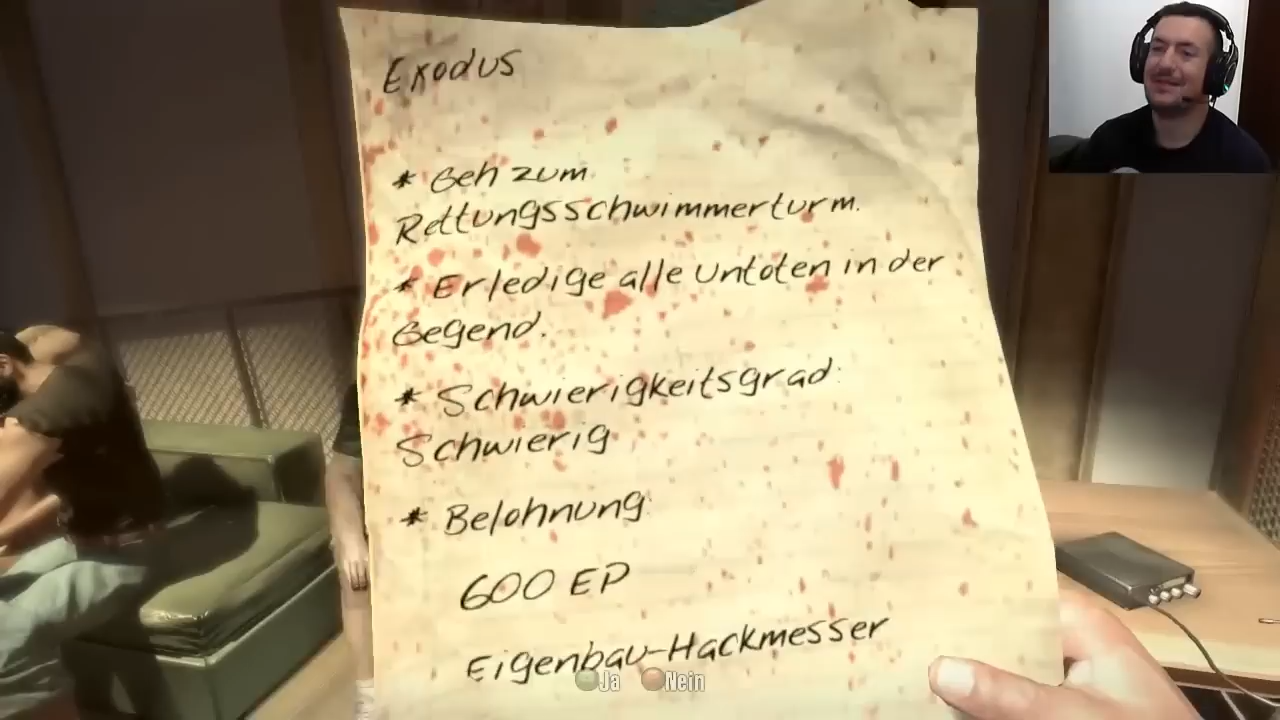 Exodus
* Geh zum
Rettungsschwimmerturm.
* Erledige alle Untoten in der
Gegend.
* Schwierigkeitsgrad:
Schwierig
* Belohnung:
600 EP
Eigenbau-Hackmesser
Ja Nein